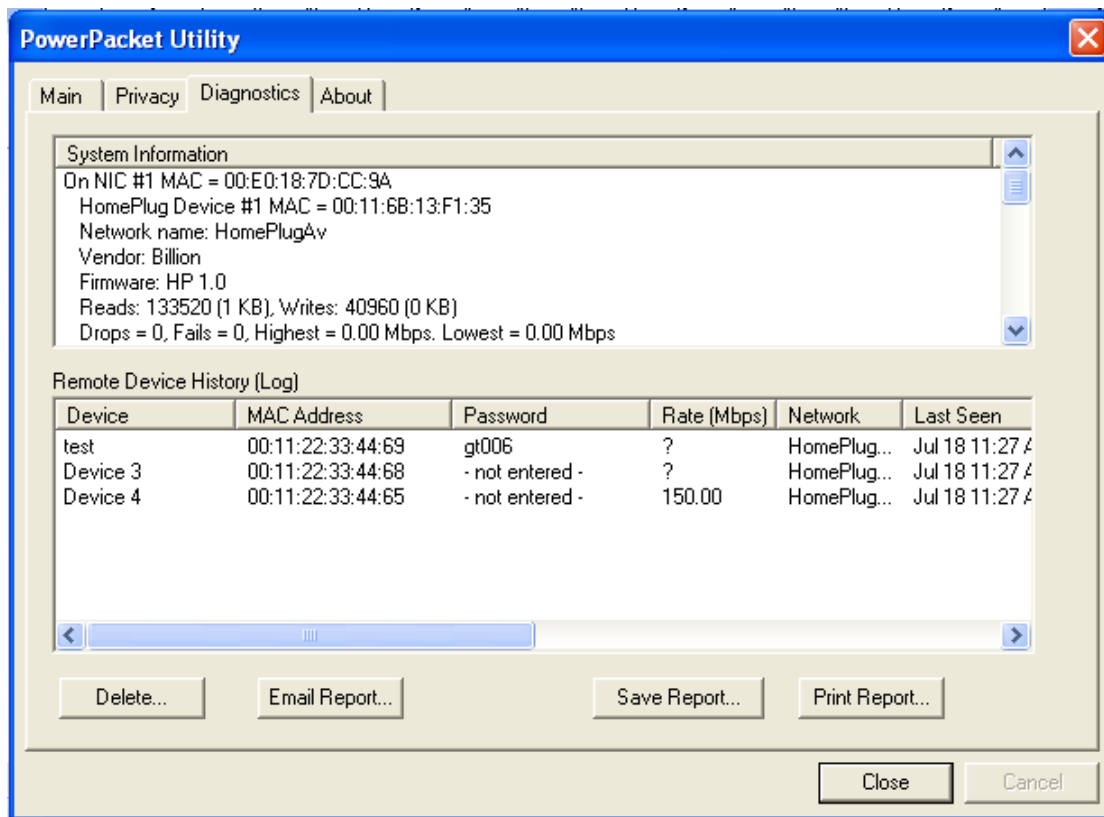 PowerPacket Utility
Main Privacy Diagnostics About
System Information
On NIC #1 MAC = 00:E0:18:7D:CC:9A
HomePlug Device #1 MAC = 00:11:6B:13:F1:35
Network name: HomePlugAv
Vendor: Billion
Firmware: HP 1.0
Reads: 133520 (1 KB), Writes: 40960 (0 KB)
Drops = 0, Fails = 0, Highest = 0.00 Mbps. Lowest = 0.00 Mbps
Remote Device History (Log)
Device MAC Address Password Rate (Mbps) Network Last Seen
test 00:11:22:33:44:69 gt006 ? HomePlug... Jul 18 11:27 A
Device 3 00:11:22:33:44:68 - not entered - ? HomePlug... Jul 18 11:27 A
Device 4 00:11:22:33:44:65 - not entered - 150.00 HomePlug... Jul 18 11:27 A
Delete... Email Report... Save Report... Print Report...
Close Cancel